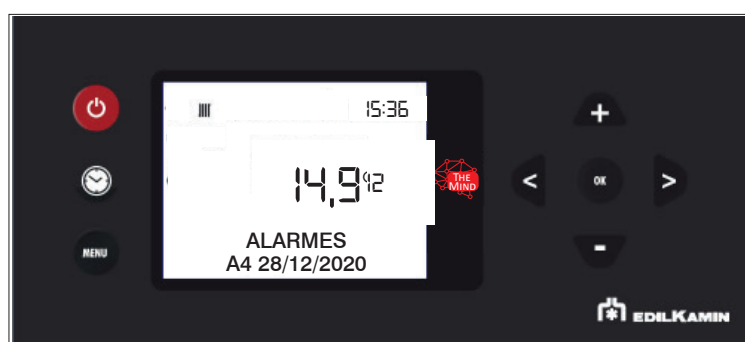 15:36
14,9°12
ALARMES
A4 28/12/2020
MENU
THE
MIND
OK
EDILKAMIN